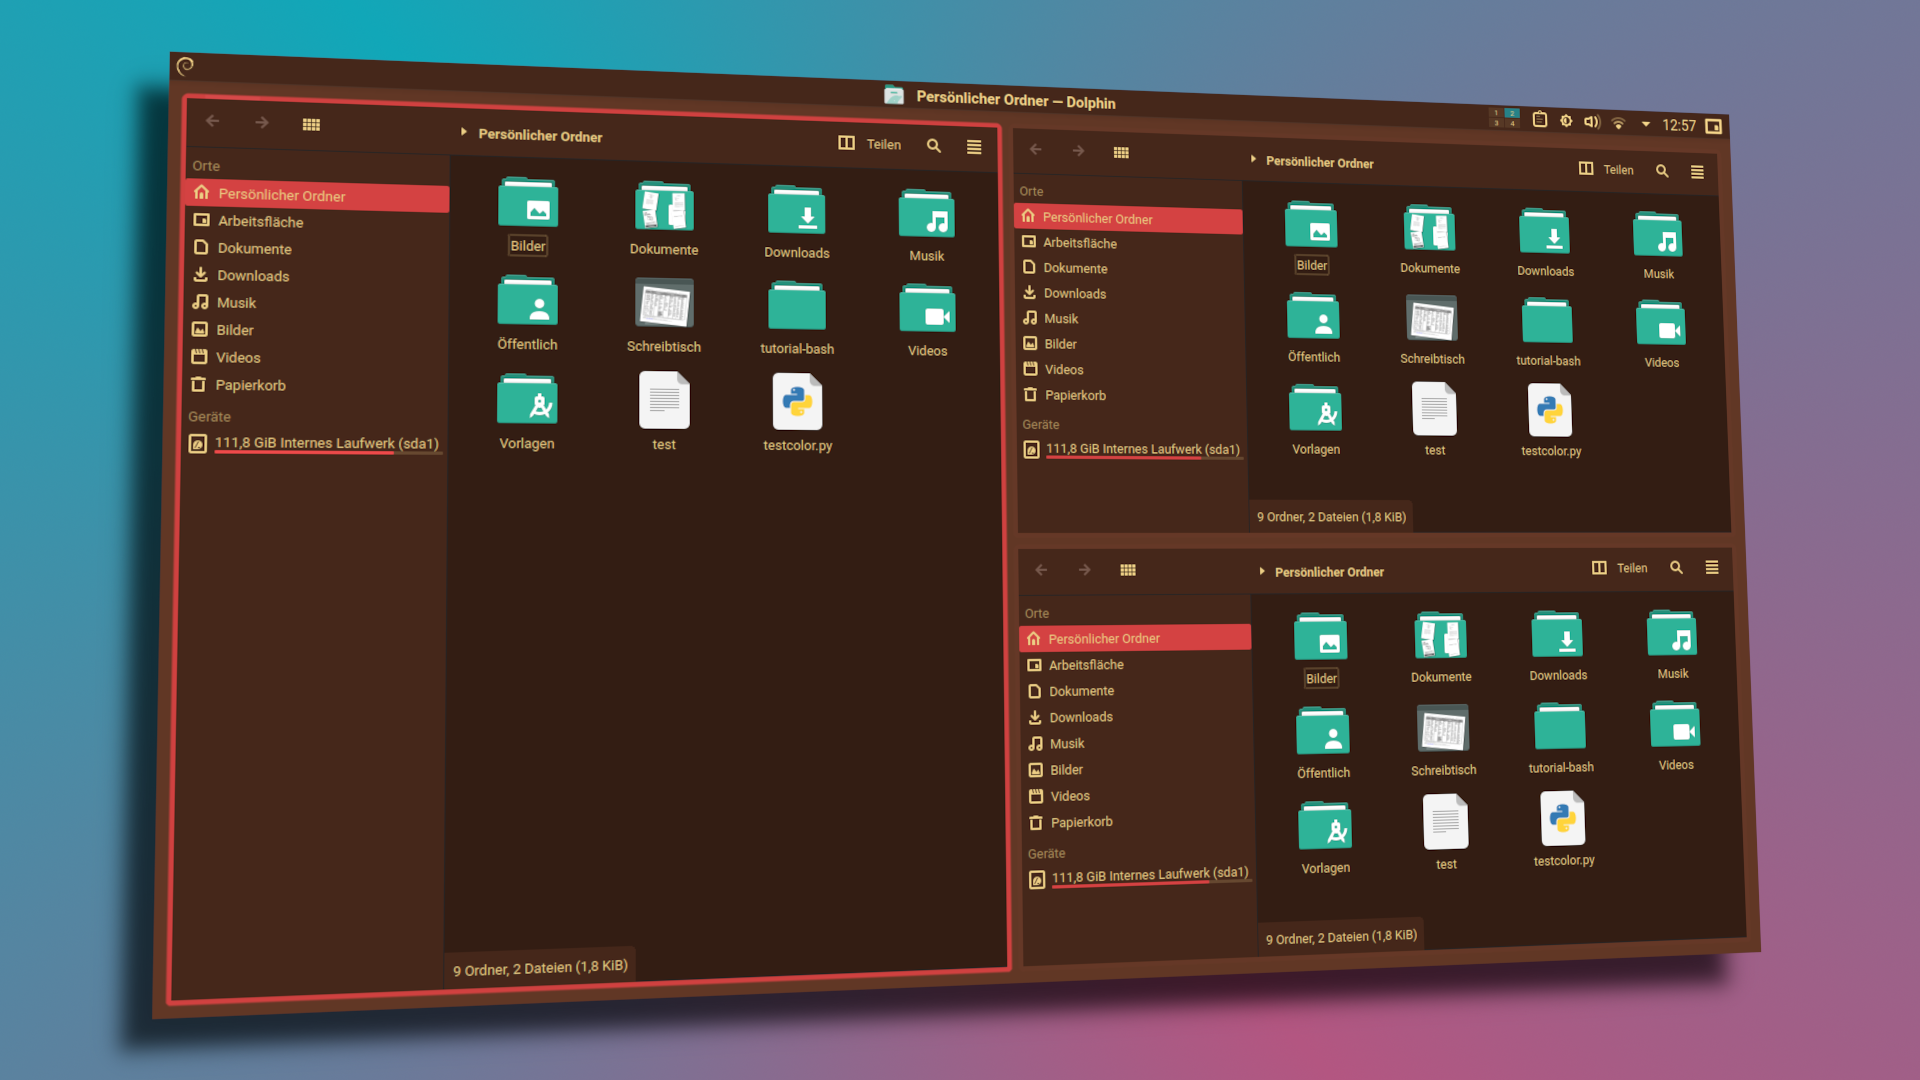 Persönlicher Ordner — Dolphin
1 2
3 4
12:57
Persönlicher Ordner
Teilen
Orte
Persönlicher Ordner
Arbeitsfläche
Dokumente
Downloads
Musik
Bilder
Videos
Papierkorb
Geräte
111,8 GiB Internes Laufwerk (sda1)
Bilder
Dokumente
Downloads
Musik
Öffentlich
Schreibtisch
tutorial-bash
Videos
Vorlagen
test
testcolor.py
9 Ordner, 2 Dateien (1,8 KiB)
Persönlicher Ordner
Teilen
Orte
Persönlicher Ordner
Arbeitsfläche
Dokumente
Downloads
Musik
Bilder
Videos
Papierkorb
Geräte
111,8 GiB Internes Laufwerk (sda1)
Bilder
Dokumente
Downloads
Musik
Öffentlich
Schreibtisch
tutorial-bash
Videos
Vorlagen
test
testcolor.py
9 Ordner, 2 Dateien (1,8 KiB)
Persönlicher Ordner
Teilen
Orte
Persönlicher Ordner
Arbeitsfläche
Dokumente
Downloads
Musik
Bilder
Videos
Papierkorb
Geräte
111,8 GiB Internes Laufwerk (sda1)
Bilder
Dokumente
Downloads
Musik
Öffentlich
Schreibtisch
tutorial-bash
Videos
Vorlagen
test
testcolor.py
9 Ordner, 2 Dateien (1,8 KiB)